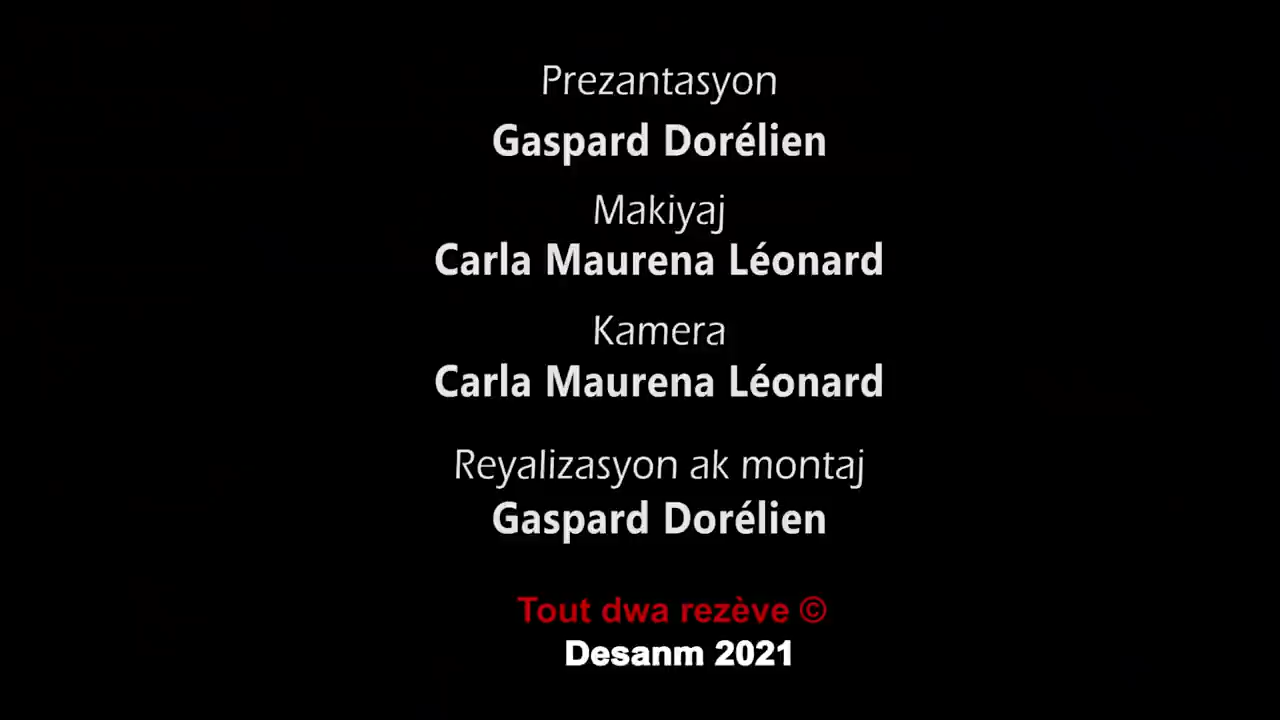 Prezantasyon
Gaspard Dorélien
Makiyaj
Carla Maurena Léonard
Kamera
Carla Maurena Léonard
Reyalizasyon ak montaj
Gaspard Dorélien
Tout dwa rezève ©
Desanm 2021